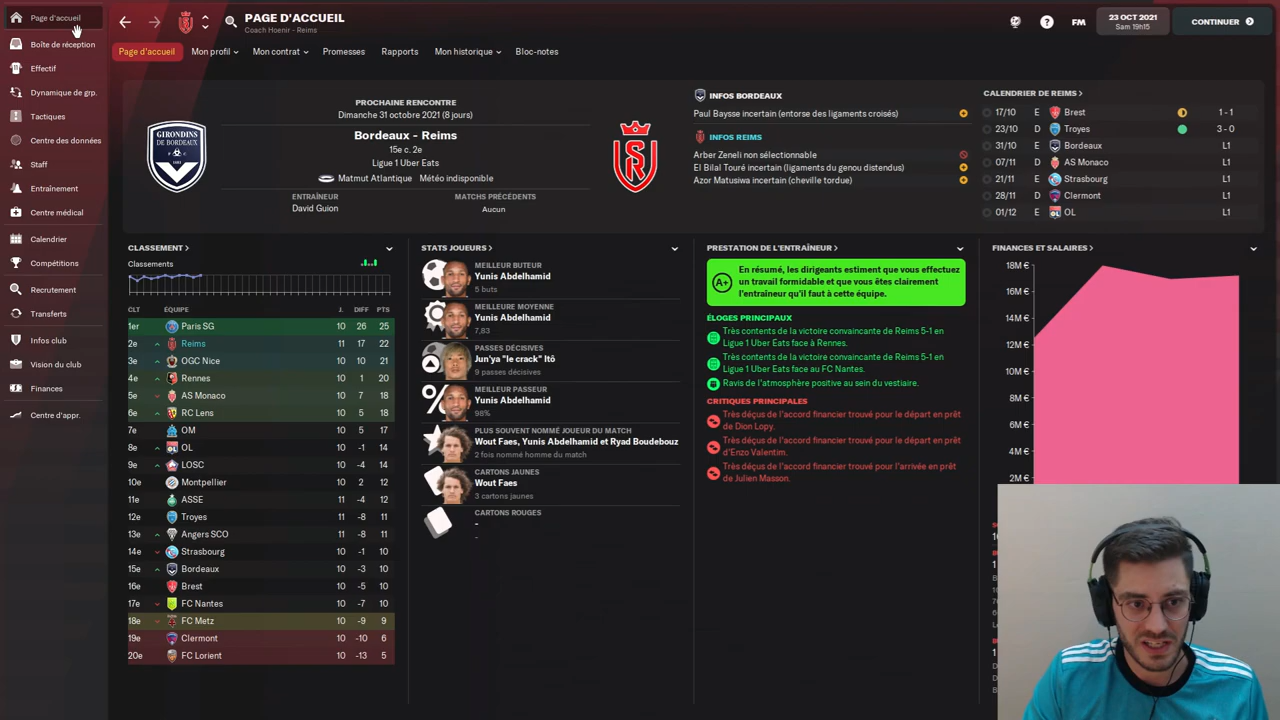 Page d'accueil
Boîte de réception
Effectif
Dynamique de grp.
Tactiques
Centre des données
Staff
Entraînement
Centre médical
Calendrier
Compétitions
Recrutement
Transferts
Infos club
Vision du club
Finances
Centre d'appr.
PAGE D'ACCUEIL
Coach Hoenir - Reims
FM
23 OCT 2021
Sam 19h15
CONTINUER
Page d'accueil
Mon profil
Mon contrat
Promesses
Rapports
Mon historique
Bloc-notes
GIRONDINS
DE BORDEAUX
PROCHAINE RENCONTRE
Dimanche 31 octobre 2021 (8 jours)
Bordeaux - Reims
15e c. 2e
Ligue 1 Uber Eats
Matmut Atlantique Météo indisponible
ENTRAÎNEUR
David Guion
MATCHS PRÉCÉDENTS
Aucun
INFOS BORDEAUX
Paul Baysse incertain (entorse des ligaments croisés)
INFOS REIMS
Arber Zeneli non sélectionnable
El Bilal Touré incertain (ligaments du genou distendus)
Azor Matusiwa incertain (cheville tordue)
CALENDRIER DE REIMS
17/10 E Brest 1 - 1
23/10 D Troyes 3 - 0
31/10 E Bordeaux L1
07/11 D AS Monaco L1
21/11 E Strasbourg L1
28/11 D Clermont L1
01/12 E OL L1
CLASSEMENT
Classements
CLT ÉQUIPE J. DIFF PTS
1er Paris SG 10 26 25
2e Reims 11 17 22
3e OGC Nice 10 10 21
4e Rennes 10 1 20
5e AS Monaco 10 7 18
6e RC Lens 10 5 18
7e OM 10 5 17
8e OL 10 -1 14
9e LOSC 10 -4 14
10e Montpellier 10 2 12
11e ASSE 11 -4 12
12e Troyes 11 -8 11
13e Angers SCO 11 -8 11
14e Strasbourg 10 -1 10
15e Bordeaux 10 -3 10
16e Brest 10 -5 10
17e FC Nantes 10 -7 10
18e FC Metz 10 -9 9
19e Clermont 10 -10 6
20e FC Lorient 10 -13 5
STATS JOUEURS
MEILLEUR BUTEUR
Yunis Abdelhamid
5 buts
MEILLEURE MOYENNE
Yunis Abdelhamid
7,83
PASSES DÉCISIVES
Jun'ya "le crack" Itô
9 passes décisives
MEILLEUR PASSEUR
Yunis Abdelhamid
98%
PLUS SOUVENT NOMMÉ JOUEUR DU MATCH
Wout Faes, Yunis Abdelhamid et Ryad Boudebouz
2 fois nommé homme du match
CARTONS JAUNES
Wout Faes
3 cartons jaunes
CARTONS ROUGES
-
-
PRESTATION DE L'ENTRAÎNEUR
A+
En résumé, les dirigeants estiment que vous effectuez
un travail formidable et que vous êtes clairement
l'entraîneur qu'il faut à cette équipe.
ÉLOGES PRINCIPAUX
Très contents de la victoire convaincante de Reims 5-1 en
Ligue 1 Uber Eats face à Rennes.
Très contents de la victoire convaincante de Reims 5-1 en
Ligue 1 Uber Eats face au FC Nantes.
Ravis de l'atmosphère positive au sein du vestiaire.
CRITIQUES PRINCIPALES
Très déçus de l'accord financier trouvé pour le départ en prêt
de Dion Lopy.
Très déçus de l'accord financier trouvé pour le départ en prêt
d'Enzo Valentim.
Très déçus de l'accord financier trouvé pour l'arrivée en prêt
de Julien Masson.
FINANCES ET SALAIRES
18M €
16M €
14M €
12M €
10M €
8M €
6M €
4M €
2M €